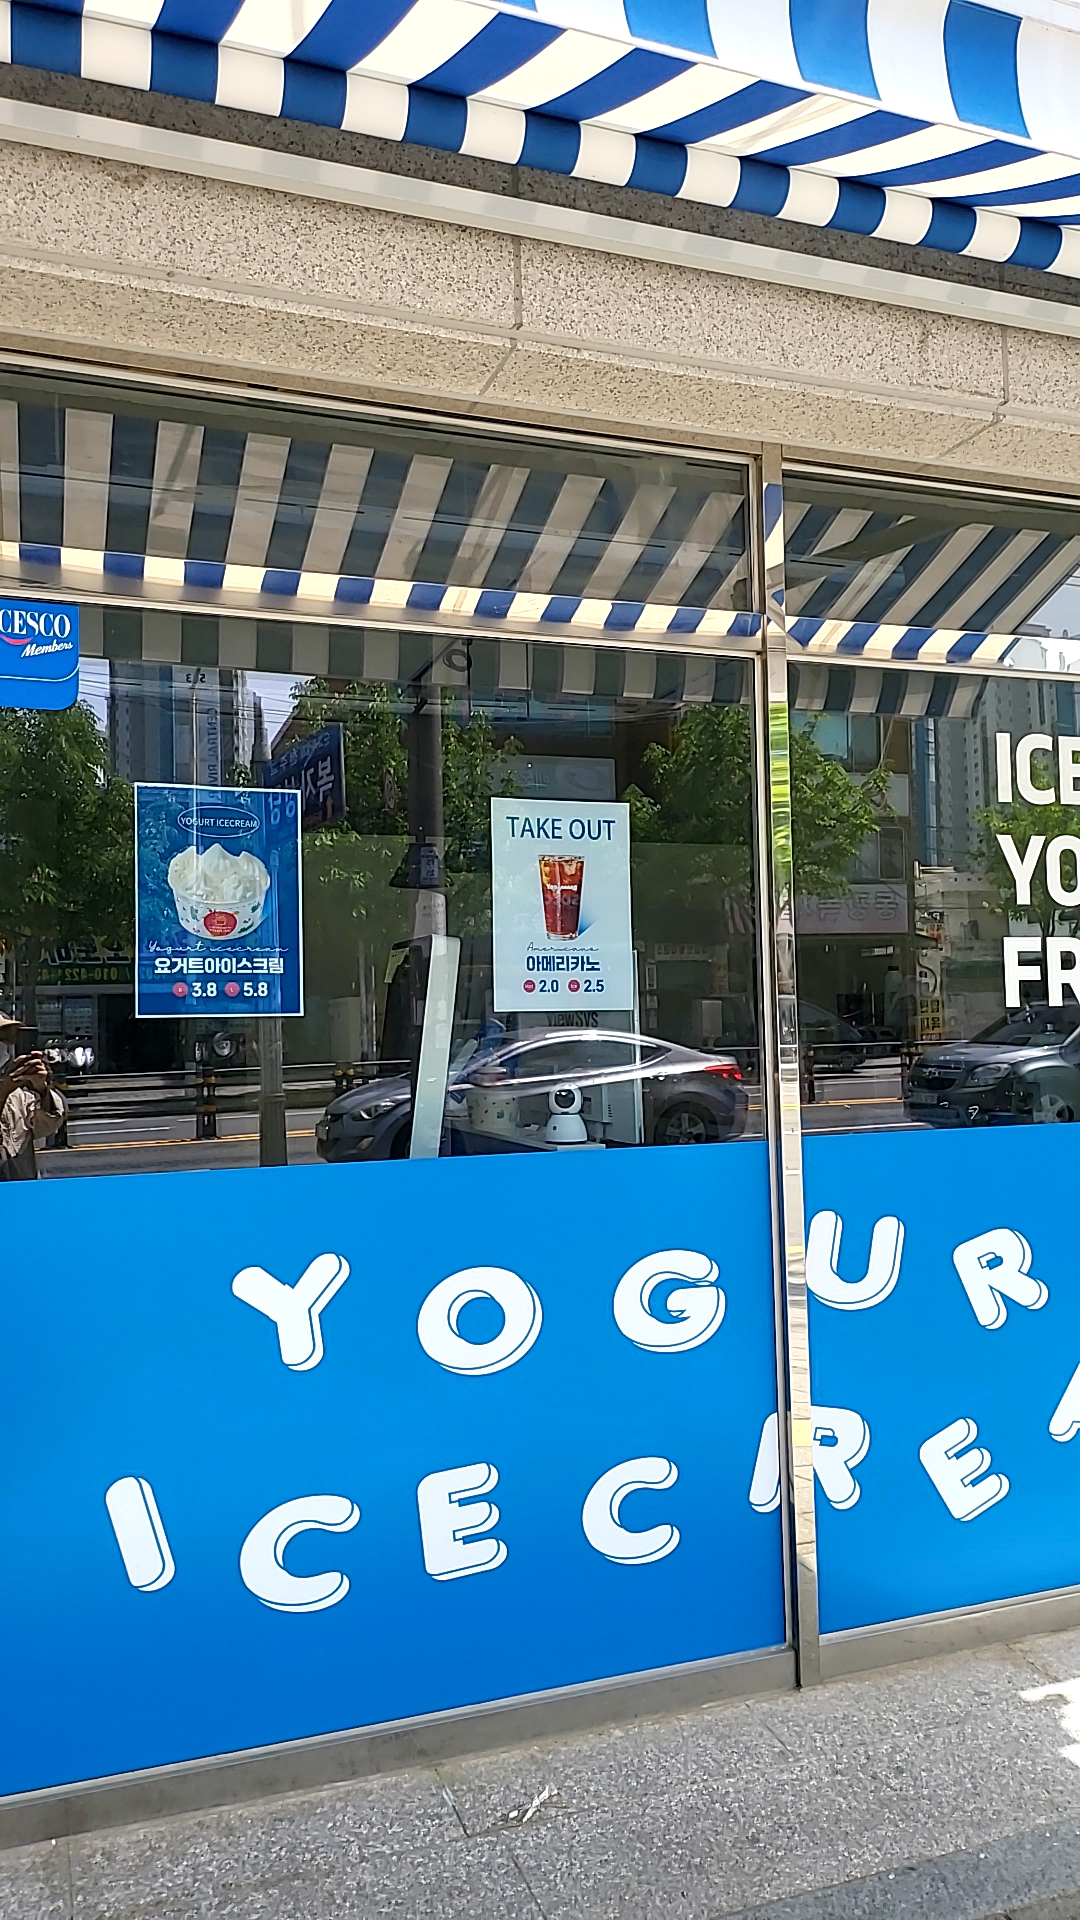 CESCO
Members
YOGURT ICECREAM
Yogurt icecream
요거트아이스크림
3.8 5.8
TAKE OUT
Americano
아메리카노
2.0 2.5
ICE
YO
FR
YOGUR
ICECREA